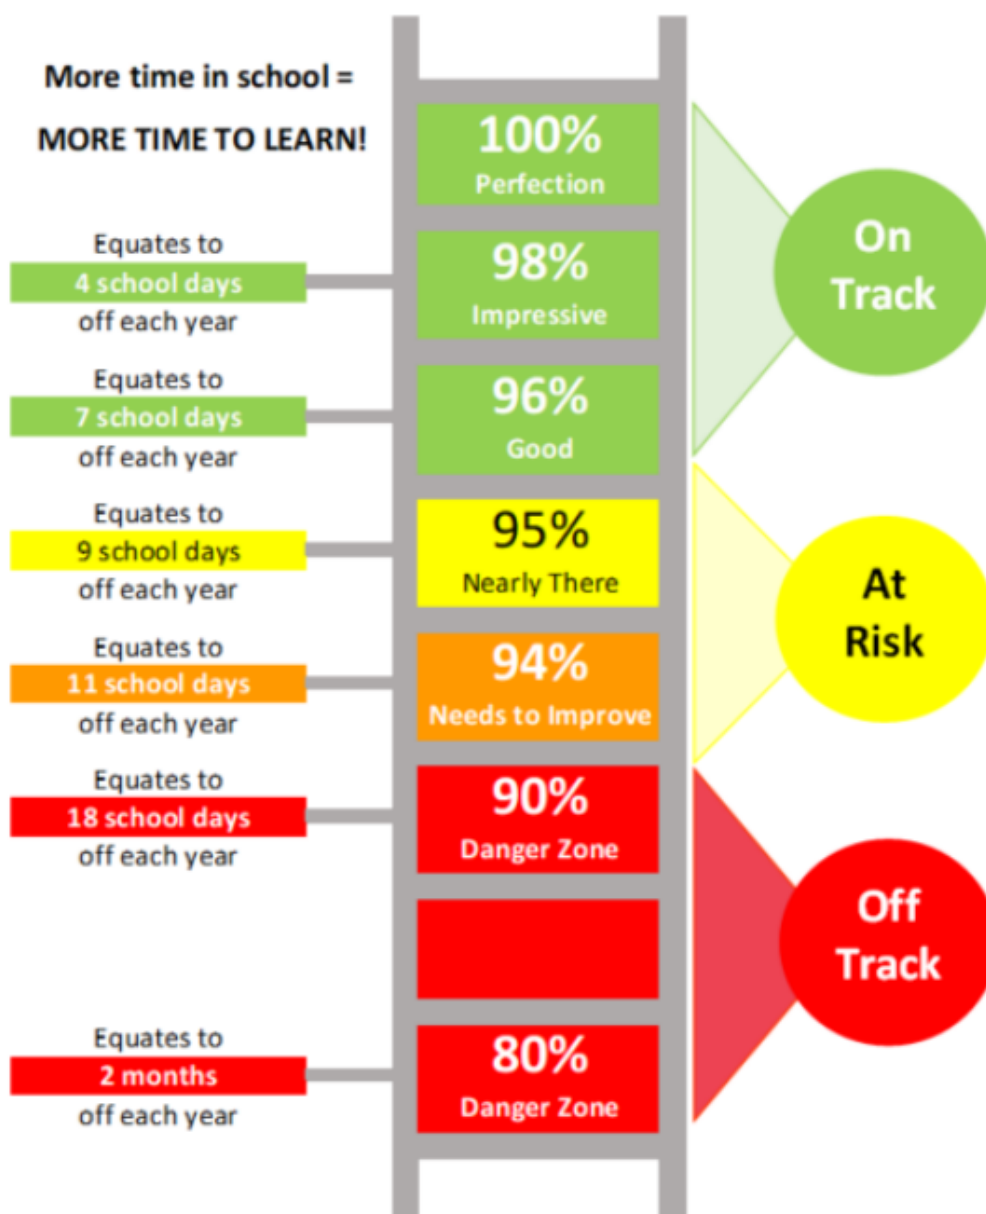 More time in school =
MORE TIME TO LEARN!
100%
Perfection
On
Track
Equates to
4 school days
off each year
98%
Impressive
Equates to
7 school days
off each year
96%
Good
Equates to
9 school days
off each year
95%
Nearly There
At
Risk
Equates to
11 school days
off each year
94%
Needs to Improve
Equates to
18 school days
off each year
90%
Danger Zone
Off
Track
Equates to
2 months
off each year
80%
Danger Zone